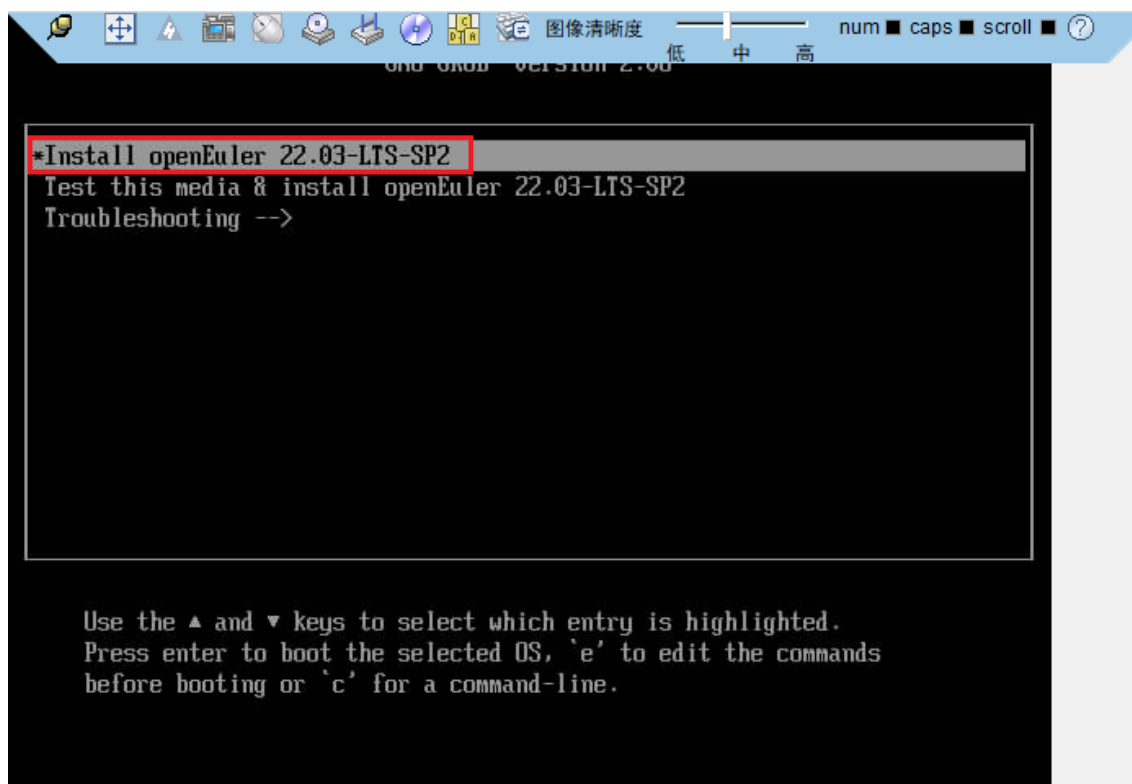 图像清晰度 低 中 高 num caps scroll ?
*Install openEuler 22.03-LTS-SP2
Test this media & install openEuler 22.03-LTS-SP2
Troubleshooting -->
Use the ▲ and ▼ keys to select which entry is highlighted.
Press enter to boot the selected OS, `e' to edit the commands
before booting or `c' for a command-line.